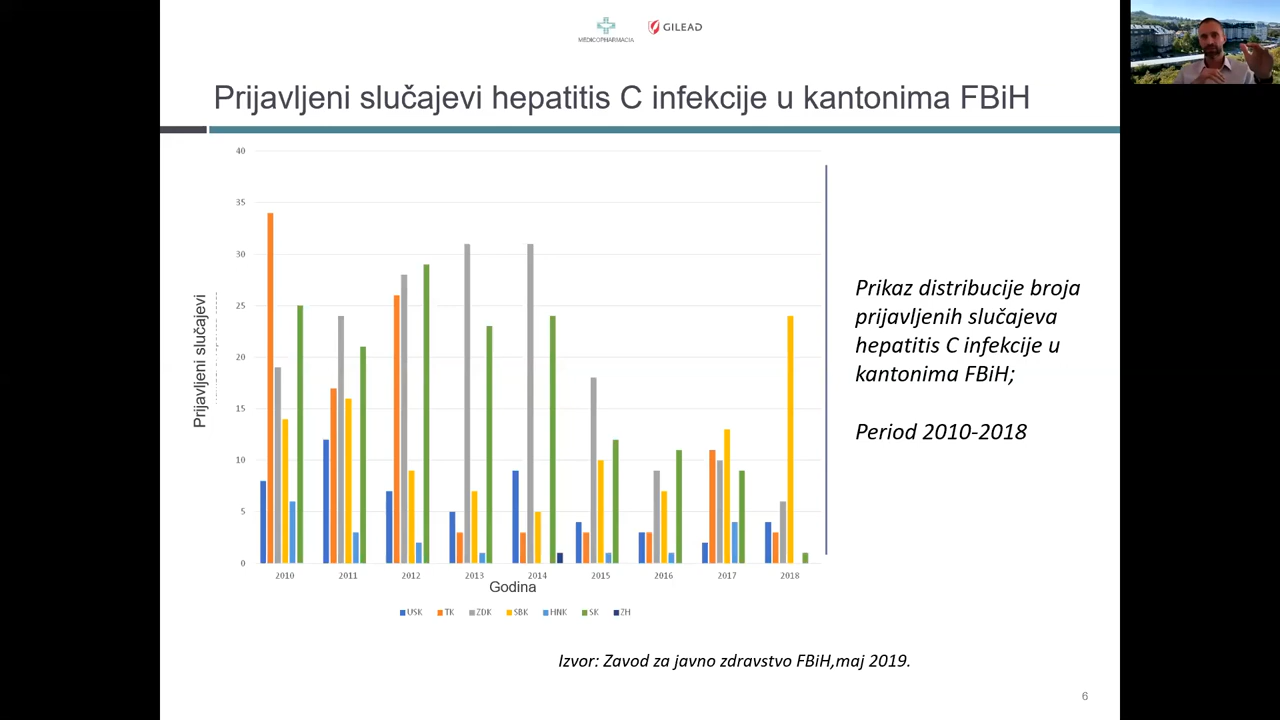 MEDICOPHARMACIA
GILEAD
Prijavljeni slučajevi hepatitis C infekcije u kantonima FBiH
40
35
30
25
20
15
10
5
0
Prijavljeni slučajevi
2010 2011 2012 2013 2014 2015 2016 2017 2018
Godina
USK TK ZDK SBK HNK SK ZH
Prikaz distribucije broja
prijavljenih slučajeva
hepatitis C infekcije u
kantonima FBiH;
Period 2010-2018
Izvor: Zavod za javno zdravstvo FBiH,maj 2019.
6